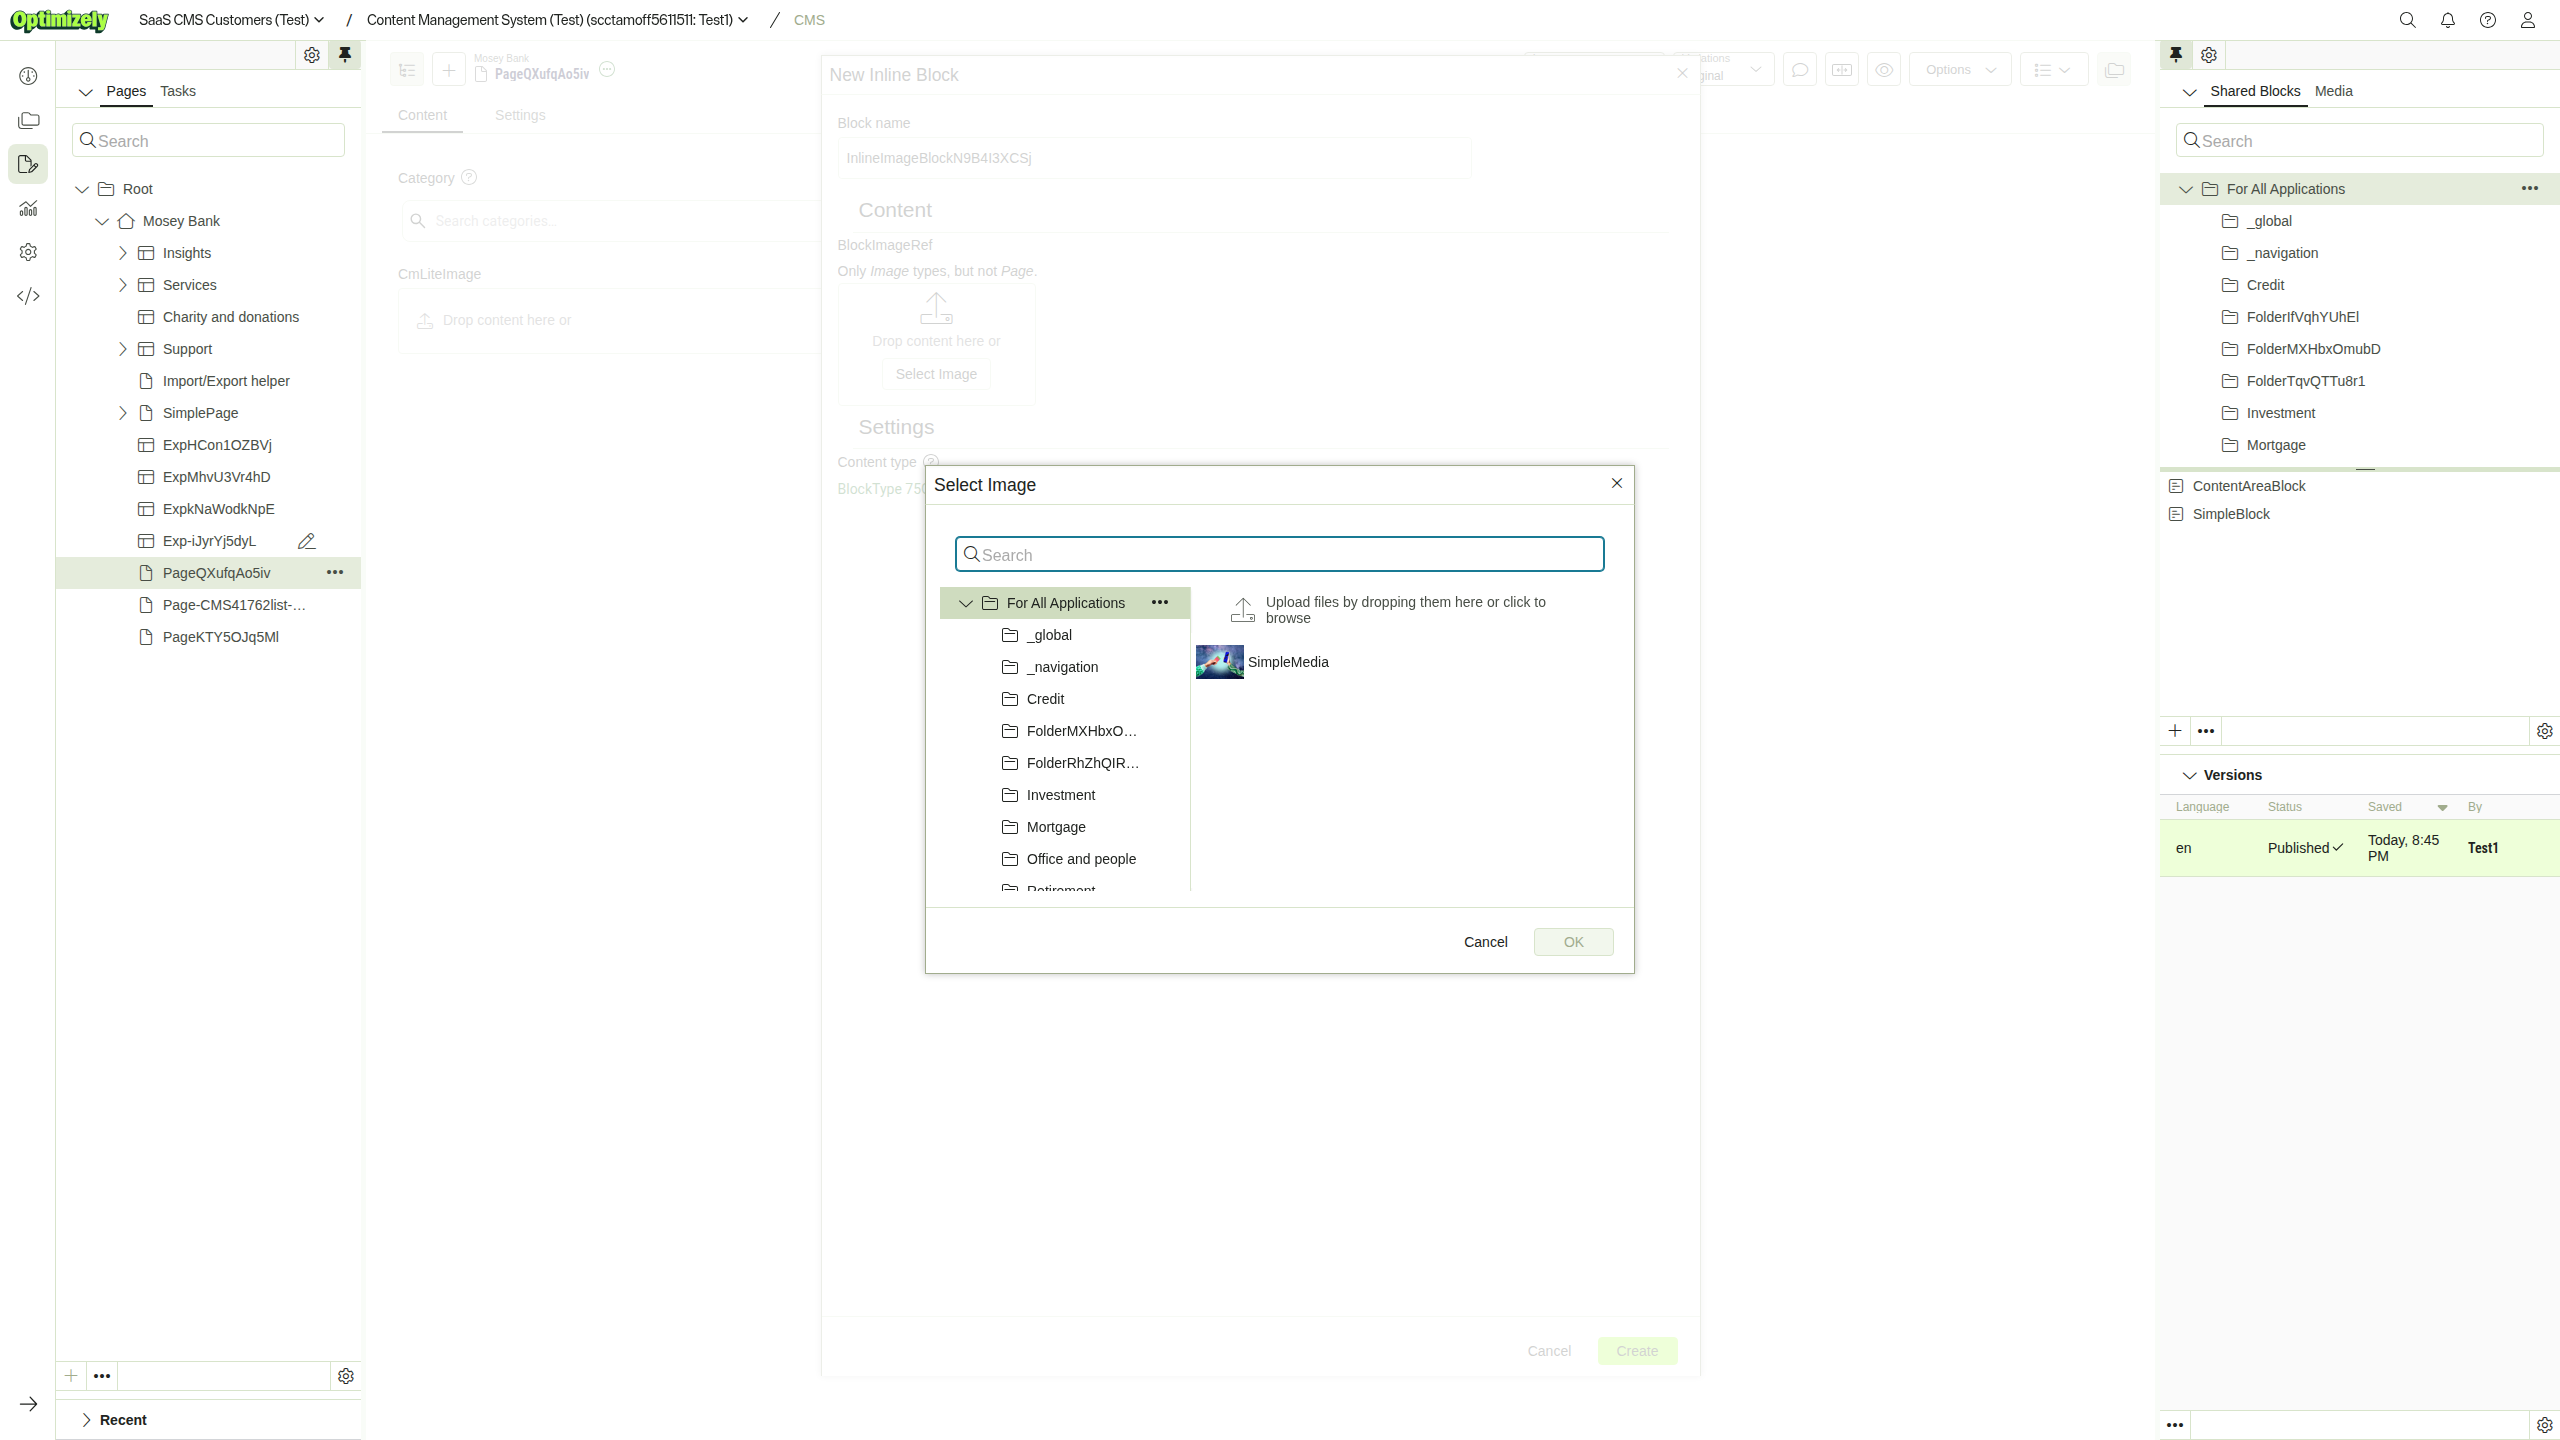 Optimizely
SaaS CMS Customers (Test) / Content Management System (Test) (scctamoff5611511: Test1) / CMS
Pages Tasks
Search
Root
Mosey Bank
Insights
Services
Charity and donations
Support
Import/Export helper
SimplePage
ExpHCon1OZBVj
ExpMhvU3Vr4hD
ExpkNaWodkNpE
Exp-iJyrYj5dyL
PageQXufqAo5iv
Page-CMS41762list-...
PageKTY5OJq5Ml
Recent
Mosey Bank
PageQXufqAo5iv
Content Settings
Category
Search categories...
CmLiteImage
Drop content here or
Options
New Inline Block
Block name
InlineImageBlockN9B4I3XCSj
Content
BlockImageRef
Only Image types, but not Page.
Drop content here or
Select Image
Settings
Content type
BlockType
Cancel Create
Select Image
Search
For All Applications
_global
_navigation
Credit
FolderMXHbxO...
FolderRhZhQIR...
Investment
Mortgage
Office and people
Retirement
Upload files by dropping them here or click to
browse
SimpleMedia
Cancel OK
Shared Blocks Media
Search
For All Applications
_global
_navigation
Credit
FolderIfVqhYUhEl
FolderMXHbxOmubD
FolderTqvQTTu8r1
Investment
Mortgage
ContentAreaBlock
SimpleBlock
Versions
Language Status Saved By
en Published Today, 8:45
PM Test1